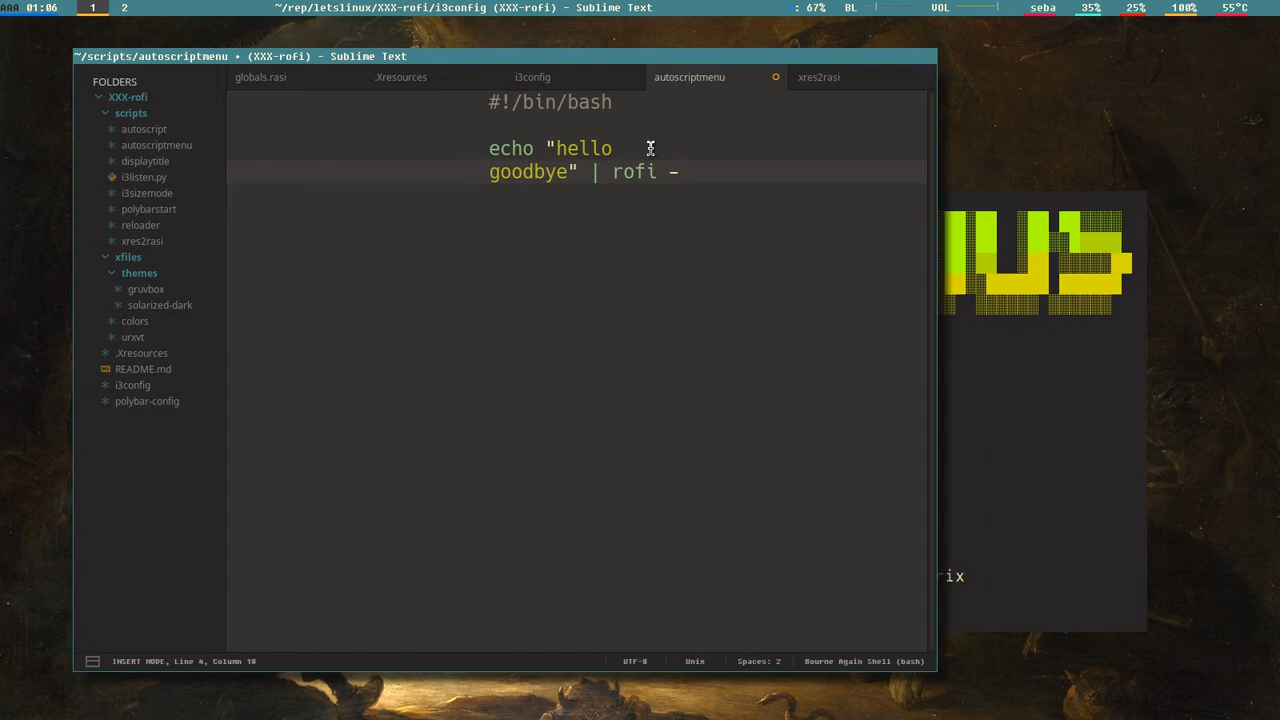 AAA 01:06 1 2 ~/rep/letslinux/XXX-rofi/i3config (XXX-rofi) - Sublime Text : 67% BL VOL seba 35% 25% 100% 55°C
~/scripts/autoscriptmenu • (XXX-rofi) - Sublime Text
FOLDERS
XXX-rofi
scripts
autoscript
autoscriptmenu
displaytitle
i3listen.py
i3sizemode
polybarstart
reloader
xres2rasi
xfiles
themes
gruvbox
solarized-dark
colors
urxvt
.Xresources
README.md
i3config
polybar-config
globals.rasi .Xresources i3config autoscriptmenu xres2rasi
#!/bin/bash
echo "hello
goodbye" | rofi -
ix
INSERT MODE, Line 4, Column 18 UTF-8 Unix Spaces: 2 Bourne Again Shell (bash)